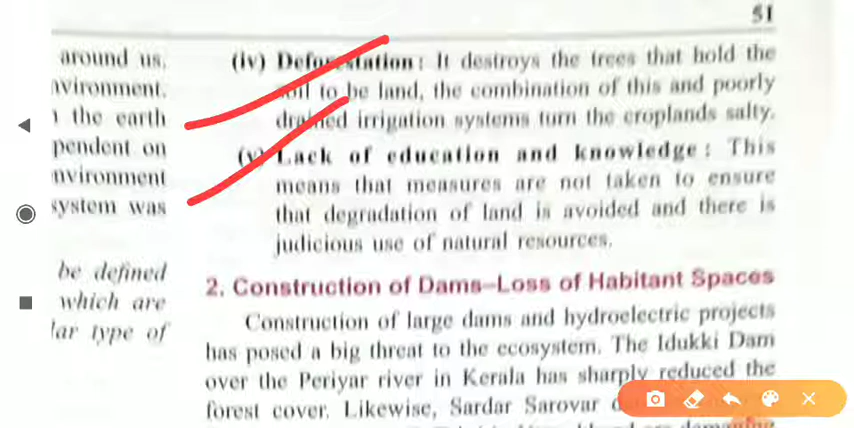 51
around us.
nvironment.
the earth
pendent on
nvironment
system was
be defined
which are
lar type of
(iv) Deforestation : It destroys the trees that hold the
soil to be land, the combination of this and poorly
drained irrigation systems turn the croplands salty.
(v) Lack of education and knowledge : This
means that measures are not taken to ensure
that degradation of land is avoided and there is
judicious use of natural resources.
2. Construction of Dams–Loss of Habitant Spaces
Construction of large dams and hydroelectric projects
has posed a big threat to the ecosystem. The Idukki Dam
over the Periyar river in Kerala has sharply reduced the
forest cover. Likewise, Sardar Sarovar